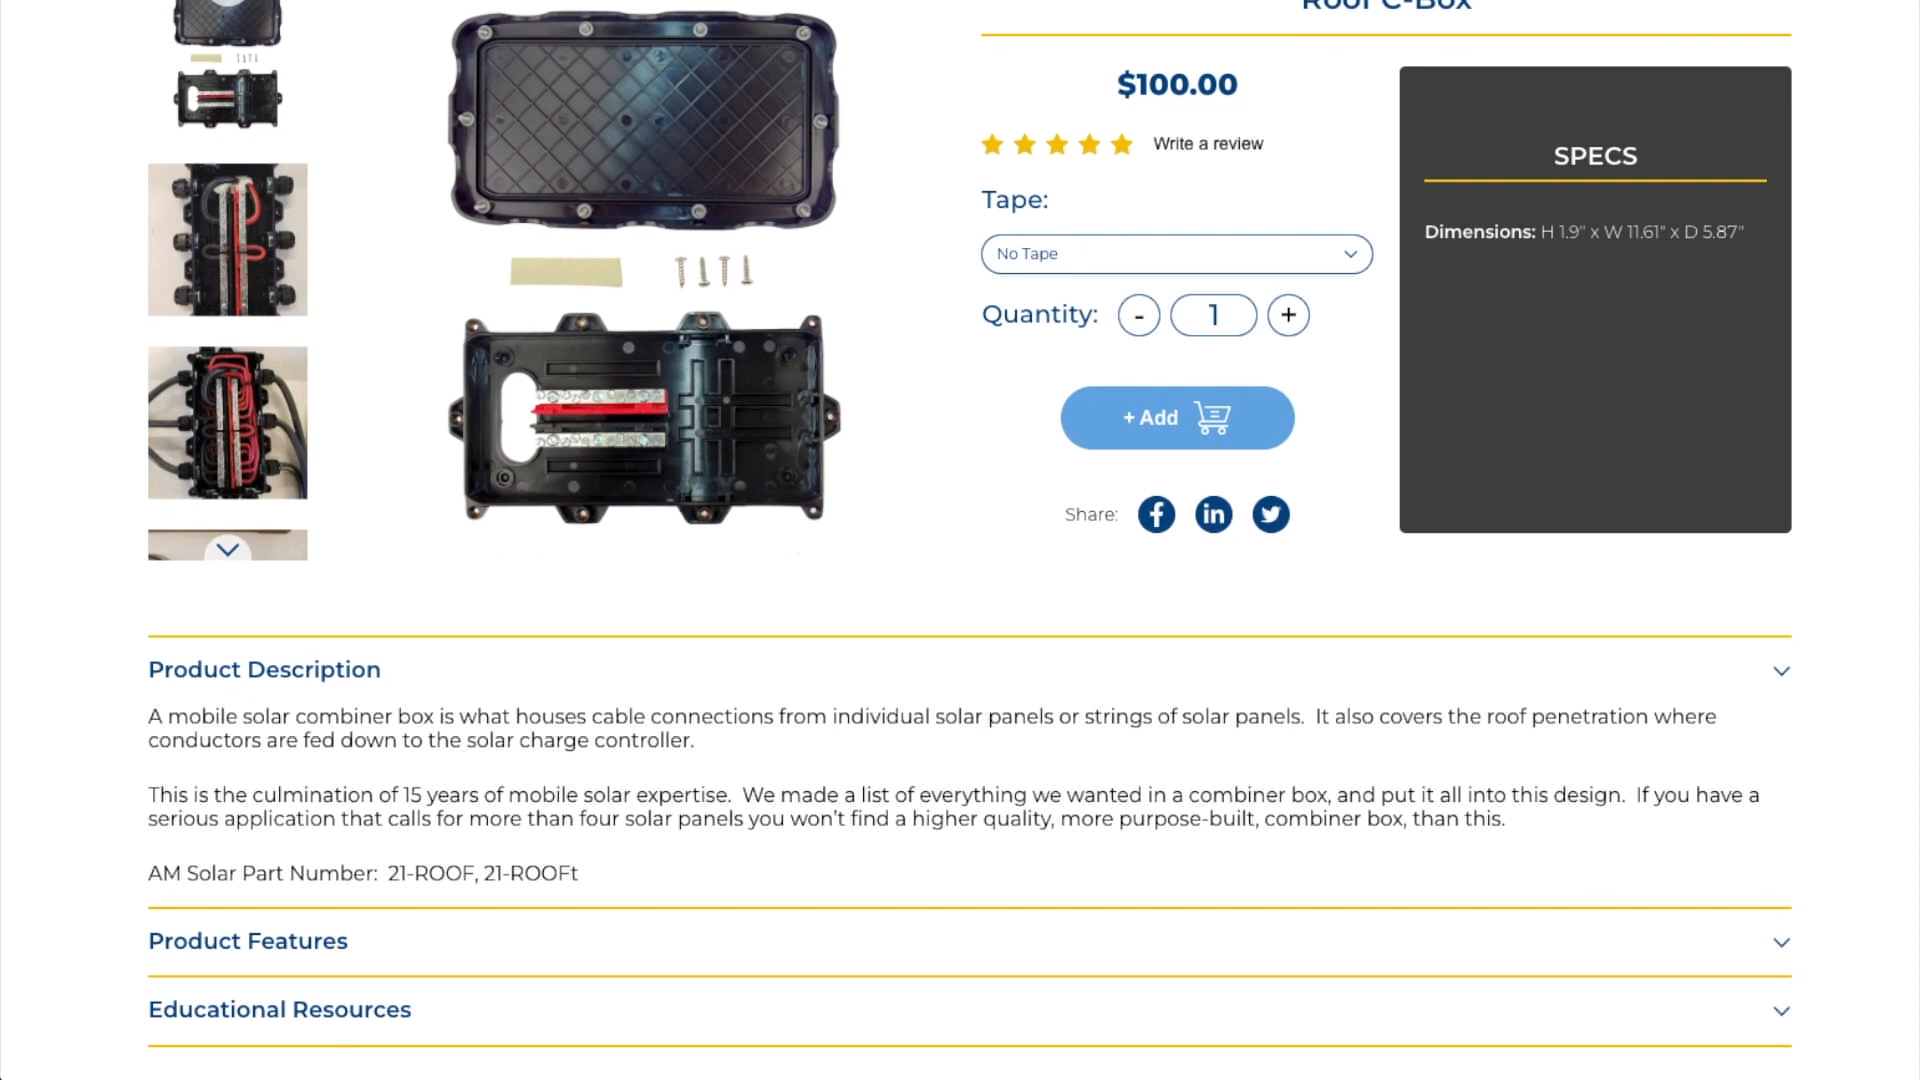 Roof C-Box
$100.00
Write a review
Tape:
No Tape
Quantity: - 1 +
+ Add
Share:
SPECS
Dimensions: H 1.9" x W 11.61" x D 5.87"
Product Description
A mobile solar combiner box is what houses cable connections from individual solar panels or strings of solar panels.  It also covers the roof penetration where
conductors are fed down to the solar charge controller.
This is the culmination of 15 years of mobile solar expertise.  We made a list of everything we wanted in a combiner box, and put it all into this design.  If you have a
serious application that calls for more than four solar panels you won't find a higher quality, more purpose-built, combiner box, than this.
AM Solar Part Number:  21-ROOF, 21-ROOFt
Product Features
Educational Resources